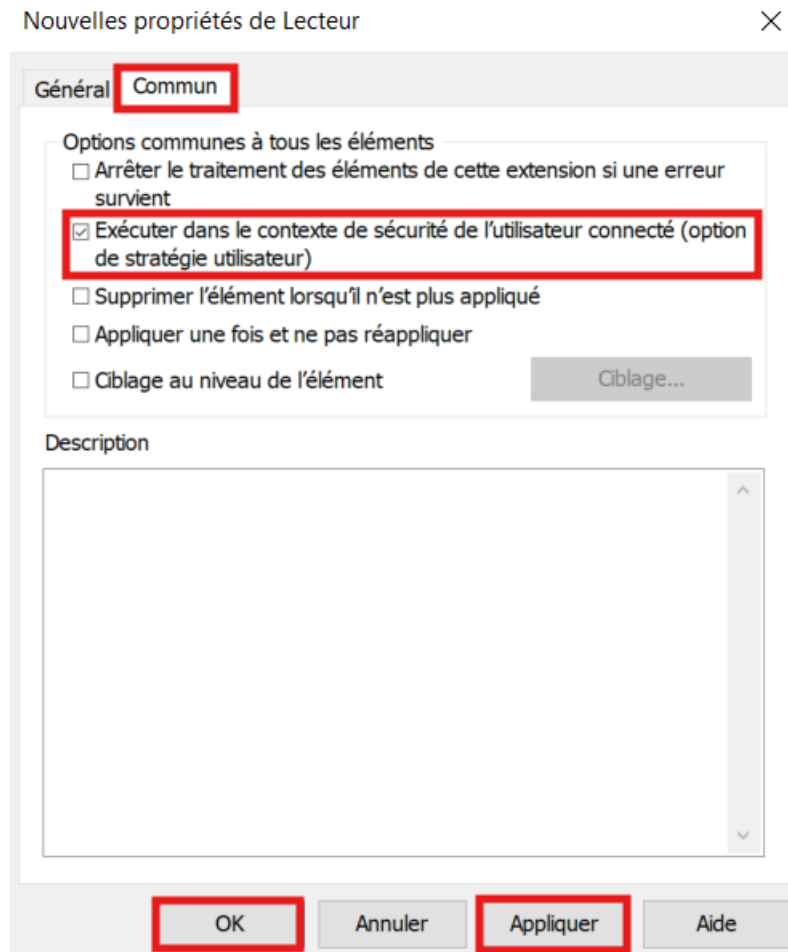 Nouvelles propriétés de Lecteur
Général
Commun
Options communes à tous les éléments
Arrêter le traitement des éléments de cette extension si une erreur
survient
Exécuter dans le contexte de sécurité de l'utilisateur connecté (option
de stratégie utilisateur)
Supprimer l'élément lorsqu'il n'est plus appliqué
Appliquer une fois et ne pas réappliquer
Ciblage au niveau de l'élément
Ciblage...
Description
OK
Annuler
Appliquer
Aide